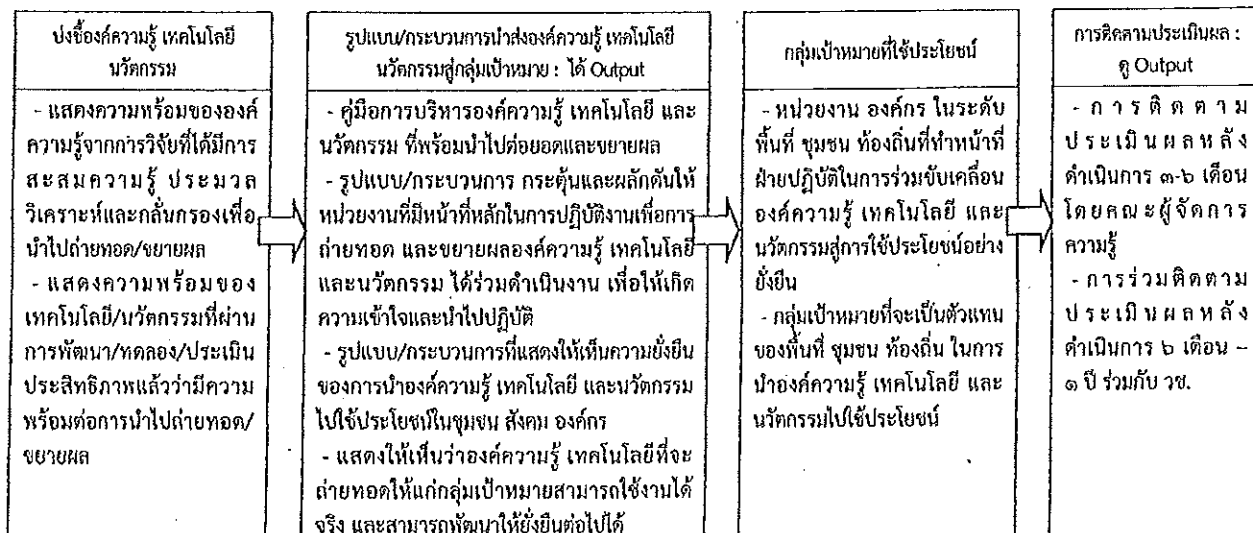 บ่งชี้องค์ความรู้ เทคโนโลยี
นวัตกรรม
- แสดงความพร้อมขององค์
ความรู้จากการวิจัยที่ได้มีการ
สะสมความรู้ ประมวล
วิเคราะห์และกลั่นกรองเพื่อ
นำไปถ่ายทอด/ขยายผล
- แสดงความพร้อมของ
เทคโนโลยี/นวัตกรรมที่ผ่าน
การพัฒนา/ทดลอง/ประเมิน
ประสิทธิภาพแล้วว่ามีความ
พร้อมต่อการนำไปถ่ายทอด/
ขยายผล
รูปแบบ/กระบวนการนำส่งองค์ความรู้ เทคโนโลยี
นวัตกรรมสู่กลุ่มเป้าหมาย : ได้ Output
- คู่มือการบริหารองค์ความรู้ เทคโนโลยี และ
นวัตกรรม ที่พร้อมนำไปต่อยอดและขยายผล
- รูปแบบ/กระบวนการ กระตุ้นและผลักดันให้
หน่วยงานที่มีหน้าที่หลักในการปฏิบัติงานเพื่อการ
ถ่ายทอด และขยายผลองค์ความรู้ เทคโนโลยี
และนวัตกรรม ได้ร่วมดำเนินงาน เพื่อให้เกิด
ความเข้าใจและนำไปปฏิบัติ
- รูปแบบ/กระบวนการที่แสดงให้เห็นความยั่งยืน
ของการนำองค์ความรู้ เทคโนโลยี และนวัตกรรม
ไปใช้ประโยชน์ในชุมชน สังคม องค์กร
- แสดงให้เห็นว่าองค์ความรู้ เทคโนโลยีที่จะ
ถ่ายทอดให้แก่กลุ่มเป้าหมายสามารถใช้งานได้
จริง และสามารถพัฒนาให้ยั่งยืนต่อไปได้
กลุ่มเป้าหมายที่ใช้ประโยชน์
- หน่วยงาน องค์กร ในระดับ
พื้นที่ ชุมชน ท้องถิ่นที่ทำหน้าที่
ฝ่ายปฏิบัติในการร่วมขับเคลื่อน
องค์ความรู้ เทคโนโลยี และ
นวัตกรรมสู่การใช้ประโยชน์อย่าง
ยั่งยืน
- กลุ่มเป้าหมายที่จะเป็นตัวแทน
ของพื้นที่ ชุมชน ท้องถิ่น ในการ
นำองค์ความรู้ เทคโนโลยี และ
นวัตกรรมไปใช้ประโยชน์
การติดตามประเมินผล :
ดู Output
- การติดตาม
ประเมินผลหลัง
ดำเนินการ ๓-๖ เดือน
โดยคณะผู้จัดการ
ความรู้
- การร่วมติดตาม
ประเมินผลหลัง
ดำเนินการ ๖ เดือน –
๑ ปี ร่วมกับ วช.